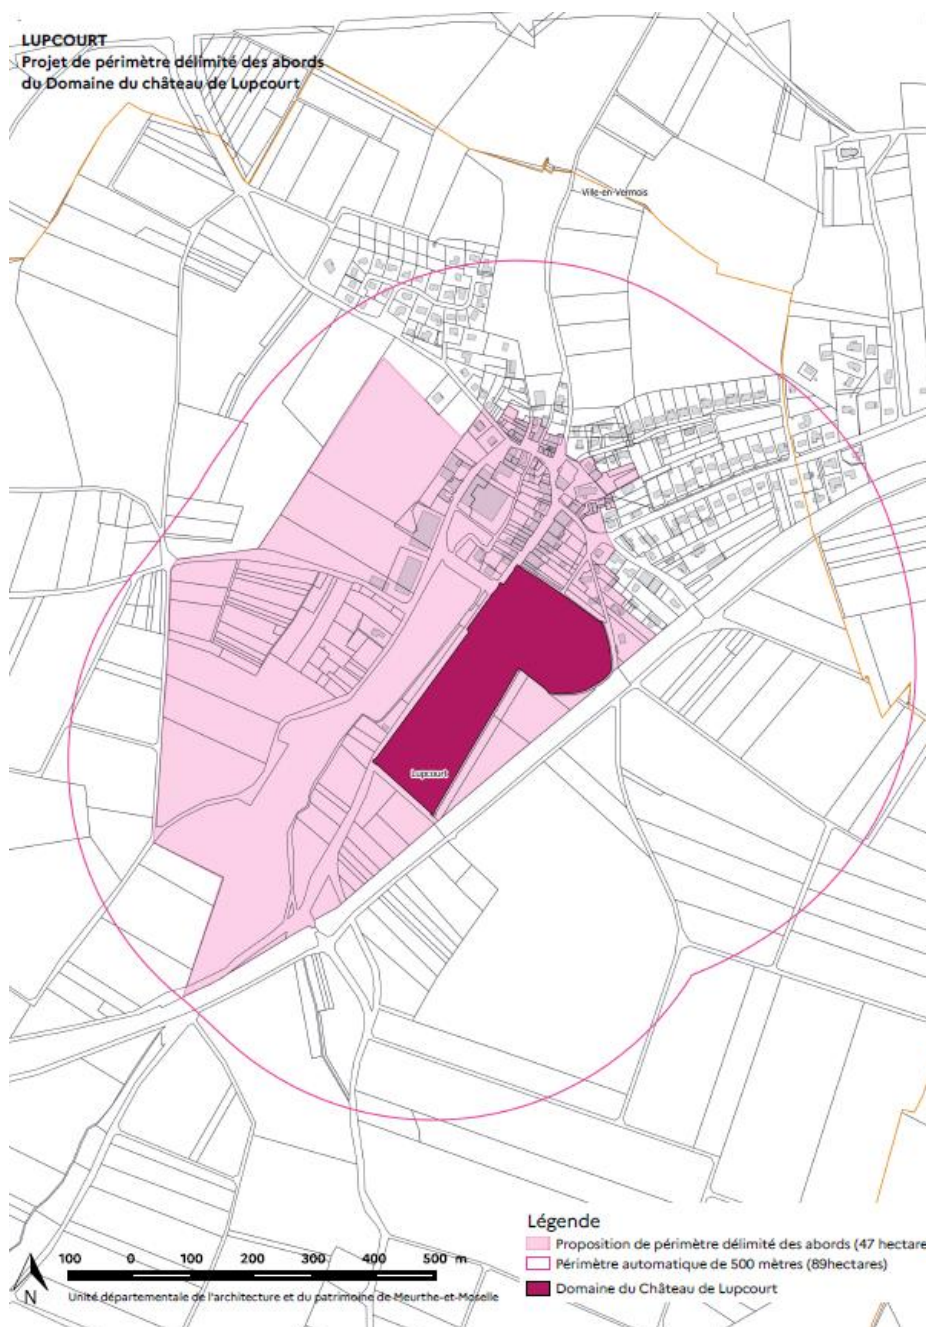 LUPCOURT
Projet de périmètre délimité des abords
du Domaine du château de Lupcourt
Ville-en-Vermois
Lupcourt
Légende
Proposition de périmètre délimité des abords (47 hectare
Périmètre automatique de 500 mètres (89hectares)
Domaine du Château de Lupcourt
100 0 100 200 300 400 500 m
N
Unité départementale de l'architecture et du patrimoine de Meurthe-et-Moselle